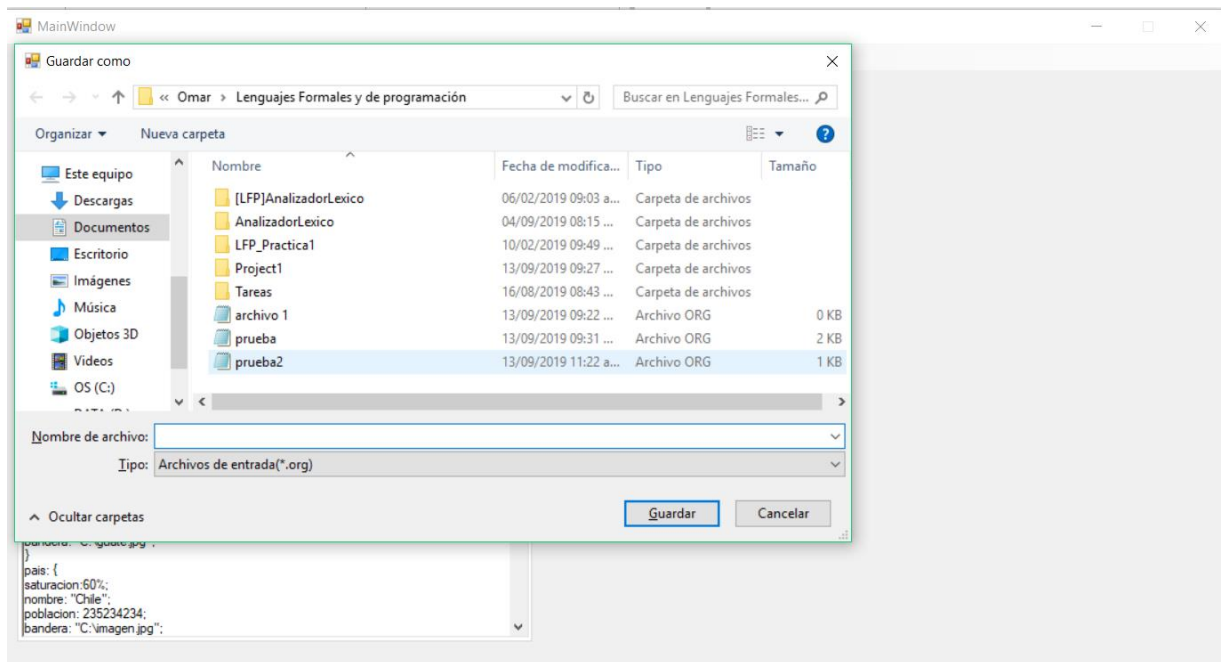 MainWindow
Guardar como
« Omar › Lenguajes Formales y de programación
Buscar en Lenguajes Formales...
Organizar
Nueva carpeta
Nombre Fecha de modifica... Tipo Tamaño
Este equipo
Descargas
Documentos
Escritorio
Imágenes
Música
Objetos 3D
Videos
OS (C:)
[LFP]AnalizadorLexico 06/02/2019 09:03 a... Carpeta de archivos
AnalizadorLexico 04/09/2019 08:15 ... Carpeta de archivos
LFP_Practica1 10/02/2019 09:49 ... Carpeta de archivos
Project1 13/09/2019 09:27 ... Carpeta de archivos
Tareas 16/08/2019 08:43 ... Carpeta de archivos
archivo 1 13/09/2019 09:22 ... Archivo ORG 0 KB
prueba 13/09/2019 09:31 ... Archivo ORG 2 KB
prueba2 13/09/2019 11:22 a... Archivo ORG 1 KB
Nombre de archivo:
Tipo: Archivos de entrada(*.org)
Ocultar carpetas
Guardar
Cancelar
}
pais: {
saturacion:60%;
nombre: "Chile";
poblacion: 235234234;
bandera: "C:\imagen.jpg";